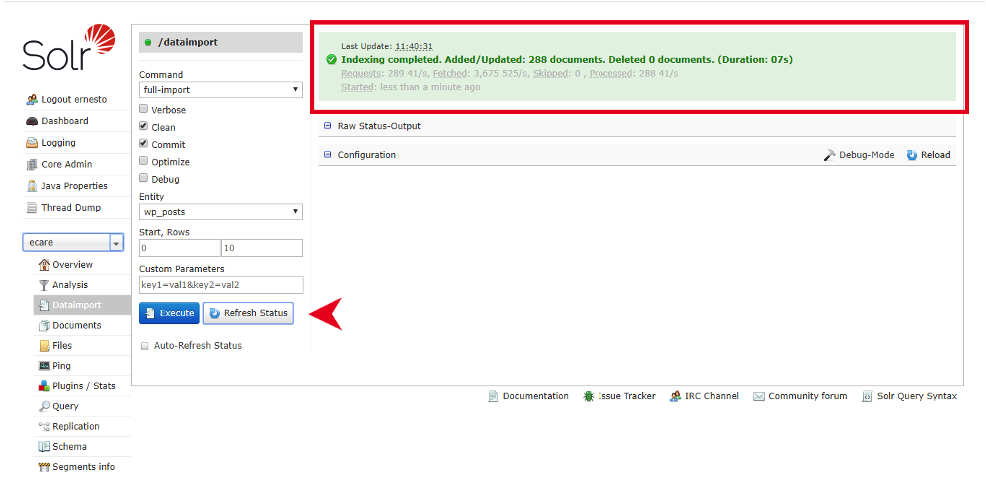 Solr
Logout ernesto
Dashboard
Logging
Core Admin
Java Properties
Thread Dump
ecare
Overview
Analysis
Dataimport
Documents
Files
Ping
Plugins / Stats
Query
Replication
Schema
Segments info
/dataimport
Command
full-import
Verbose
Clean
Commit
Optimize
Debug
Entity
wp_posts
Start, Rows
0 10
Custom Parameters
key1=val1&key2=val2
Execute Refresh Status
Auto-Refresh Status
Last Update: 11:40:31
Indexing completed. Added/Updated: 288 documents. Deleted 0 documents. (Duration: 07s)
Requests: 289 41/s, Fetched: 3,675 525/s, Skipped: 0 , Processed: 288 41/s
Started: less than a minute ago
Raw Status-Output
Configuration Debug-Mode Reload
Documentation Issue Tracker IRC Channel Community forum Solr Query Syntax